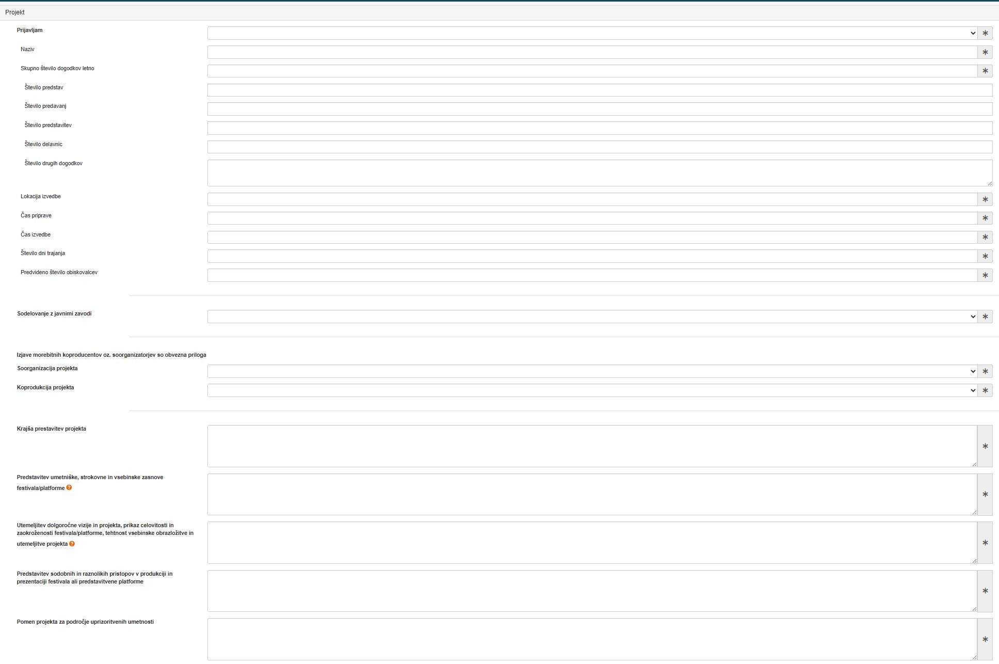 Projekt
Prijavljam
Naziv
Skupno število dogodkov letno
Število predstav
Število predavanj
Število predstavitev
Število delavnic
Število drugih dogodkov
Lokacija izvedbe
Čas priprave
Čas izvedbe
Število dni trajanja
Predvideno število obiskovalcev
Sodelovanje z javnimi zavodi
Izjave morebitnih koproducentov oz. soorganizatorjev so obvezna priloga
Soorganizacija projekta
Koprodukcija projekta
Krajša prestavitev projekta
Predstavitev umetniške, strokovne in vsebinske zasnove
festivala/platforme
Utemeljitev dolgoročne vizije in projekta, prikaz celovitosti in
zaokroženosti festivala/platforme, tehtnost vsebinske obrazložitve in
utemeljitve projekta
Predstavitev sodobnih in raznolikih pristopov v produkciji in
prezentaciji festivala ali predstavitvene platforme
Pomen projekta za področje uprizoritvenih umetnosti